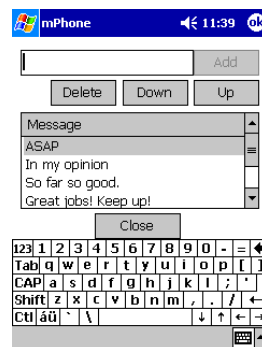 mPhone 11:39 ok
Add
Delete Down Up
Message
ASAP
In my opinion
So far so good.
Great jobs! Keep up!
Close
123 1 2 3 4 5 6 7 8 9 0 - =
Tab q w e r t y u i o p [ ]
CAP a s d f g h j k l ; '
Shift z x c v b n m , . /
Ctl áü ` \